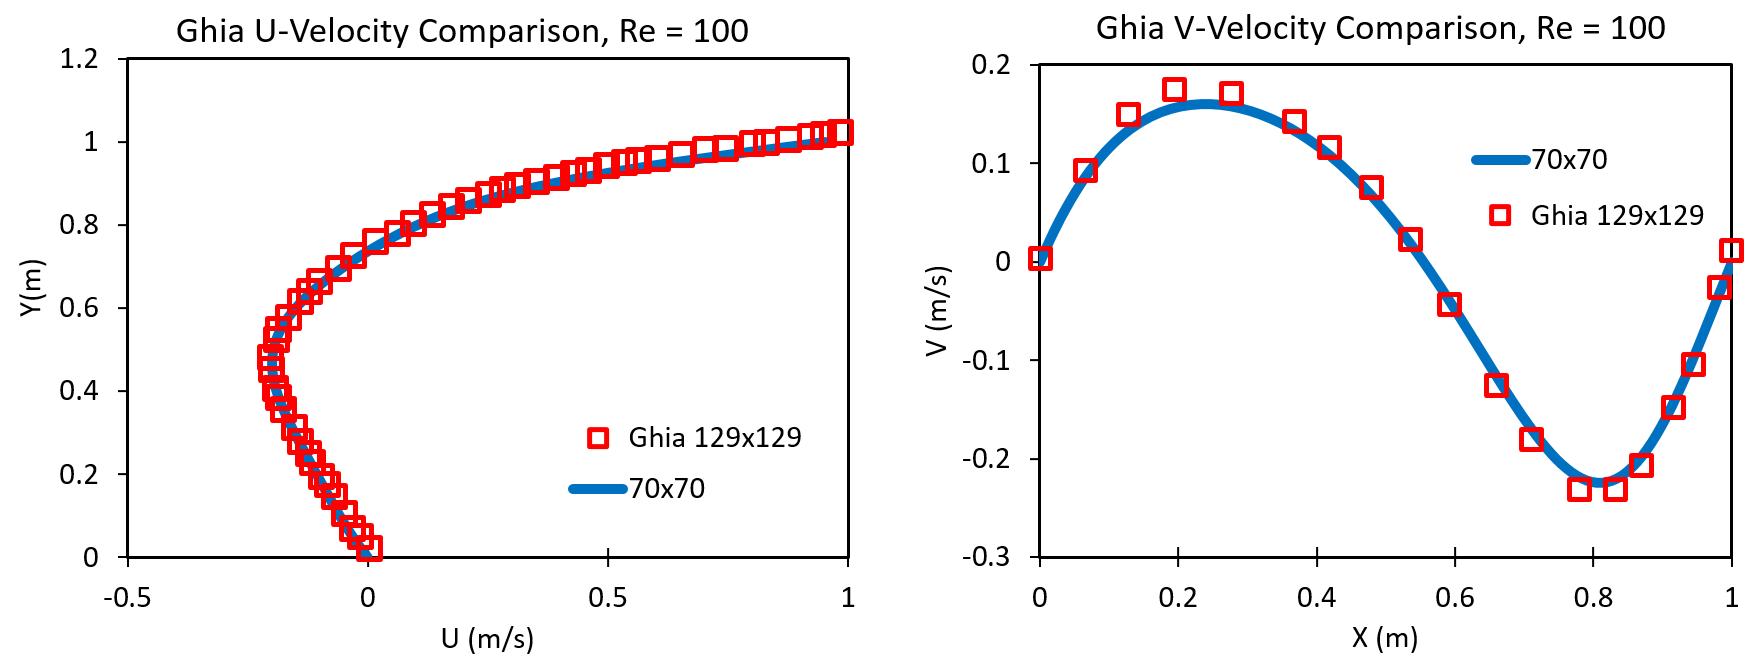 Ghia U-Velocity Comparison, Re = 100
1.2
1
0.8
0.6
0.4
0.2
0
Y(m)
-0.5
0
0.5
1
U (m/s)
Ghia 129x129
70x70
Ghia V-Velocity Comparison, Re = 100
0.2
0.1
0
-0.1
-0.2
-0.3
V (m/s)
0
0.2
0.4
0.6
0.8
1
X (m)
70x70
Ghia 129x129